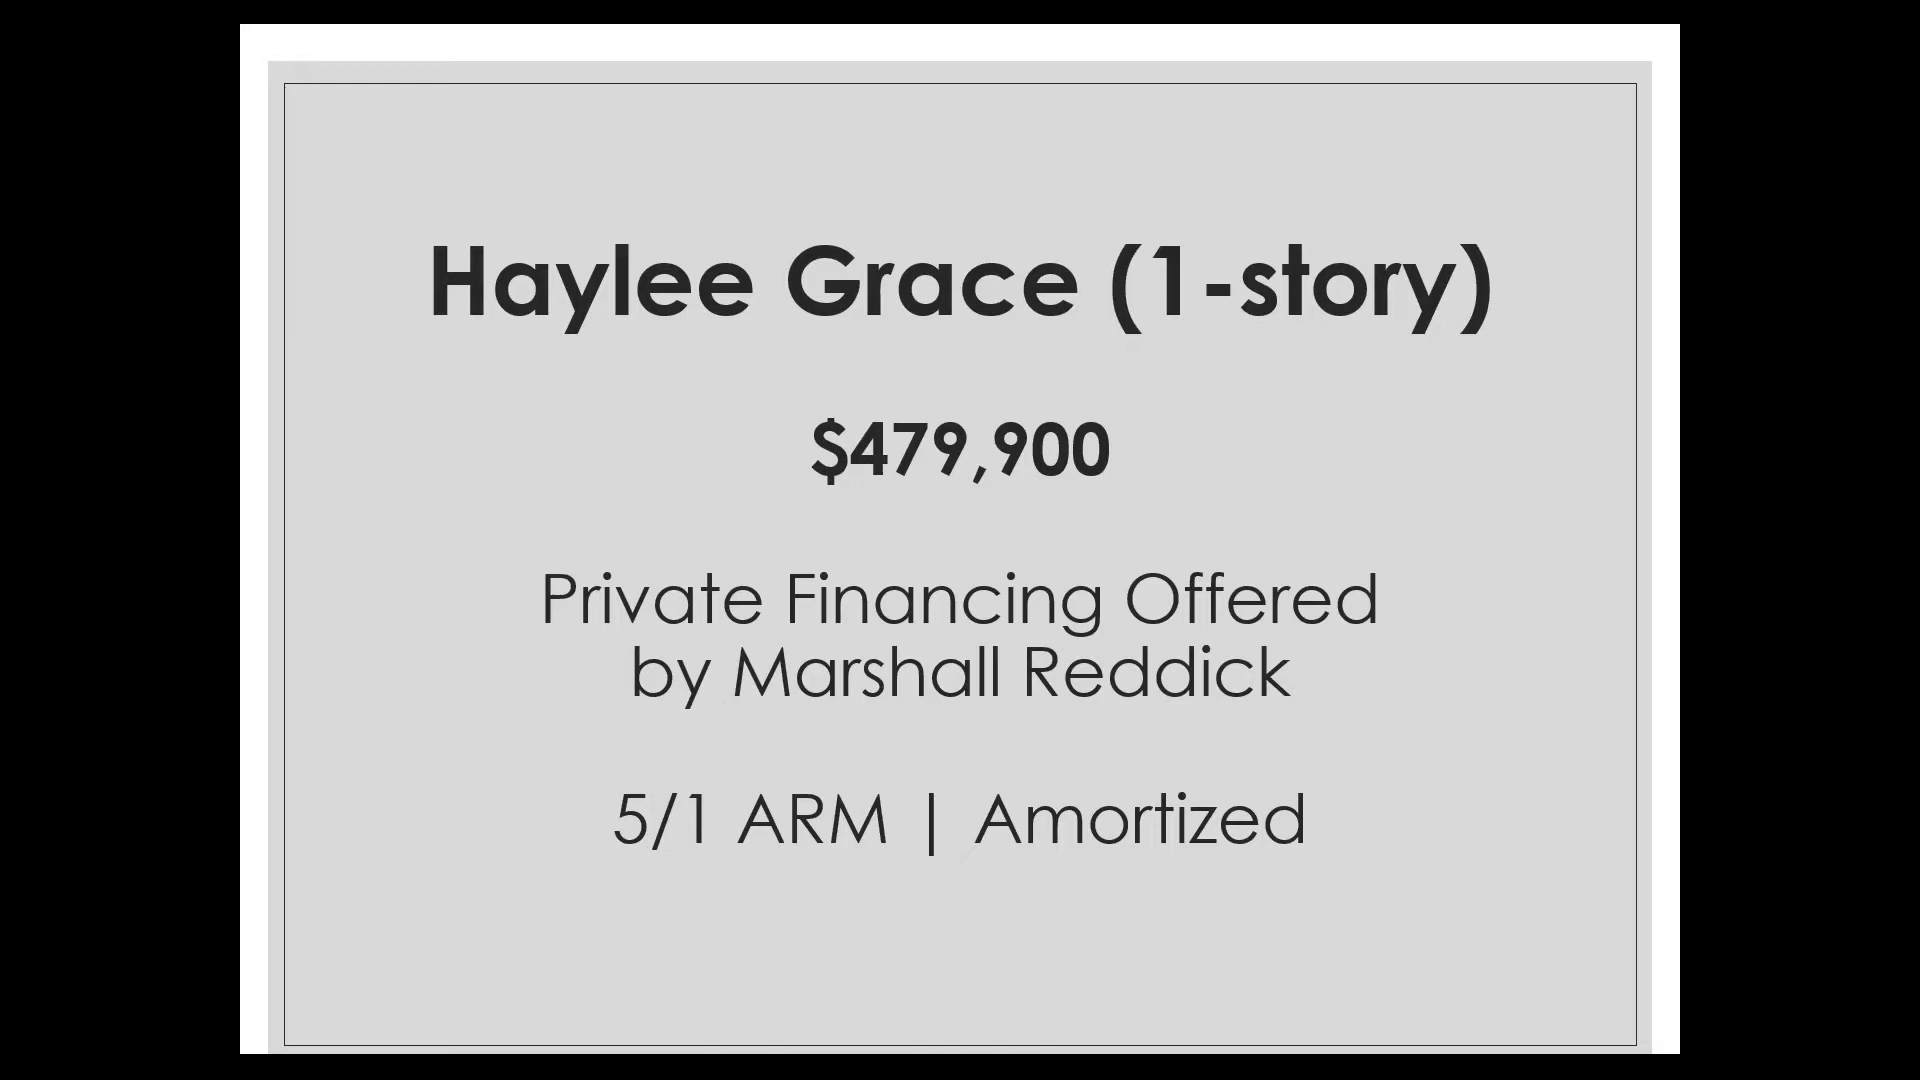 Haylee Grace (1-story)
$479,900
Private Financing Offered
by Marshall Reddick
5/1 ARM | Amortized